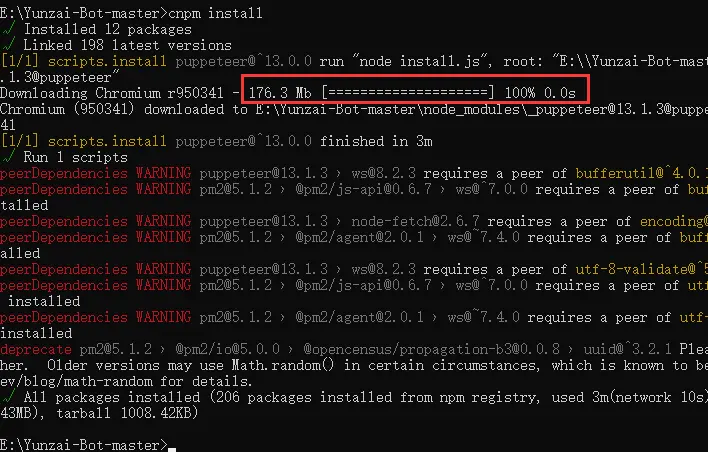 E:\Yunzai-Bot-master>cnpm install
√ Installed 12 packages
√ Linked 198 latest versions
[1/1] scripts.install puppeteer@^13.0.0 run "node install.js", root: "E:\\Yunzai-Bot-mast
.1.3@puppeteer"
Downloading Chromium r950341 - 176.3 Mb [====================] 100% 0.0s
Chromium (950341) downloaded to E:\Yunzai-Bot-master\node_modules\_puppeteer@13.1.3@puppet
41
[1/1] scripts.install puppeteer@^13.0.0 finished in 3m
√ Run 1 scripts
peerDependencies WARNING puppeteer@13.1.3 › ws@8.2.3 requires a peer of bufferutil@^4.0.1
peerDependencies WARNING pm2@5.1.2 › @pm2/js-api@0.6.7 › ws@^7.0.0 requires a peer of buf
talled
peerDependencies WARNING puppeteer@13.1.3 › node-fetch@2.6.7 requires a peer of encoding@
peerDependencies WARNING pm2@5.1.2 › @pm2/agent@2.0.1 › ws@~7.4.0 requires a peer of buff
alled
peerDependencies WARNING puppeteer@13.1.3 › ws@8.2.3 requires a peer of utf-8-validate@^5
peerDependencies WARNING pm2@5.1.2 › @pm2/js-api@0.6.7 › ws@^7.0.0 requires a peer of utf
installed
peerDependencies WARNING pm2@5.1.2 › @pm2/agent@2.0.1 › ws@~7.4.0 requires a peer of utf-
installed
deprecate pm2@5.1.2 › @pm2/io@5.0.0 › @opencensus/propagation-b3@0.0.8 › uuid@^3.2.1 Plea
her.  Older versions may use Math.random() in certain circumstances, which is known to be
ev/blog/math-random for details.
√ All packages installed (206 packages installed from npm registry, used 3m(network 10s)
43MB), tarball 1008.42KB)
E:\Yunzai-Bot-master>